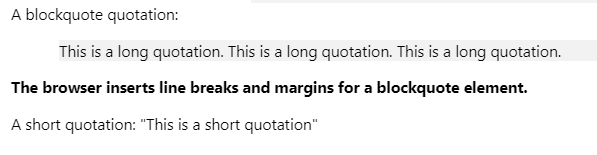 A blockquote quotation:
This is a long quotation. This is a long quotation. This is a long quotation.
The browser inserts line breaks and margins for a blockquote element.
A short quotation: "This is a short quotation"